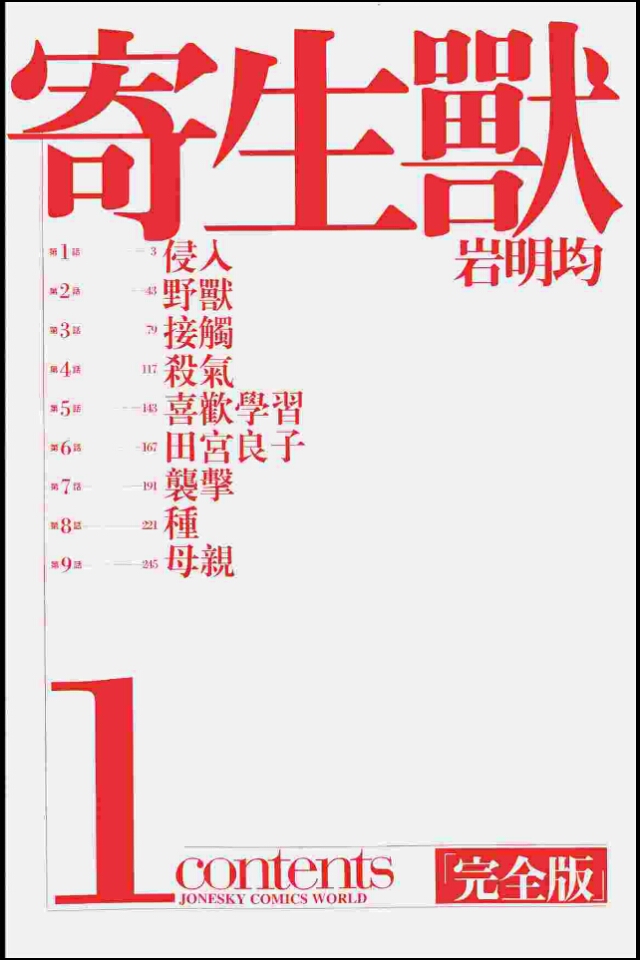 寄生獸
岩明均
第1話 3 侵入
第2話 43 野獸
第3話 79 接觸
第4話 117 殺氣
第5話 143 喜歡學習
第6話 167 田宮良子
第7話 191 襲擊
第8話 221 種
第9話 245 母親
1
contents
JONESKY COMICS WORLD
「完全版」